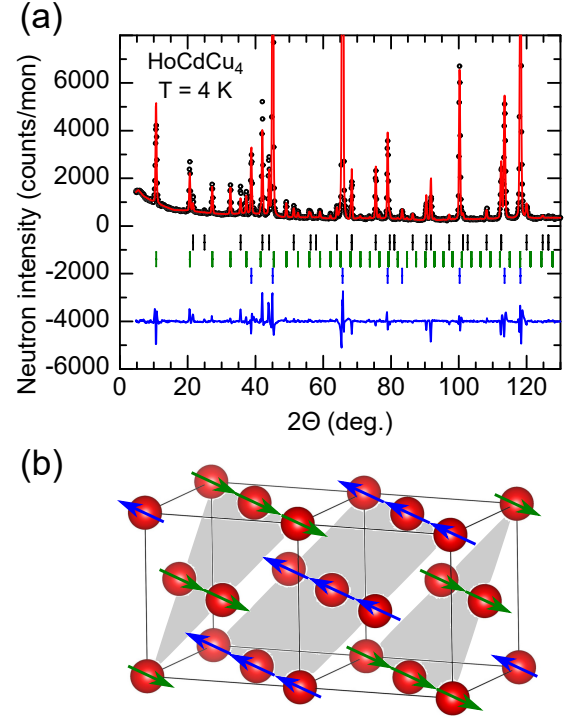 (a)
HoCdCu₄
T = 4 K
Neutron intensity (counts/mon)
6000
4000
2000
0
-2000
-4000
-6000
0 20 40 60 80 100 120
2Θ (deg.)
(b)